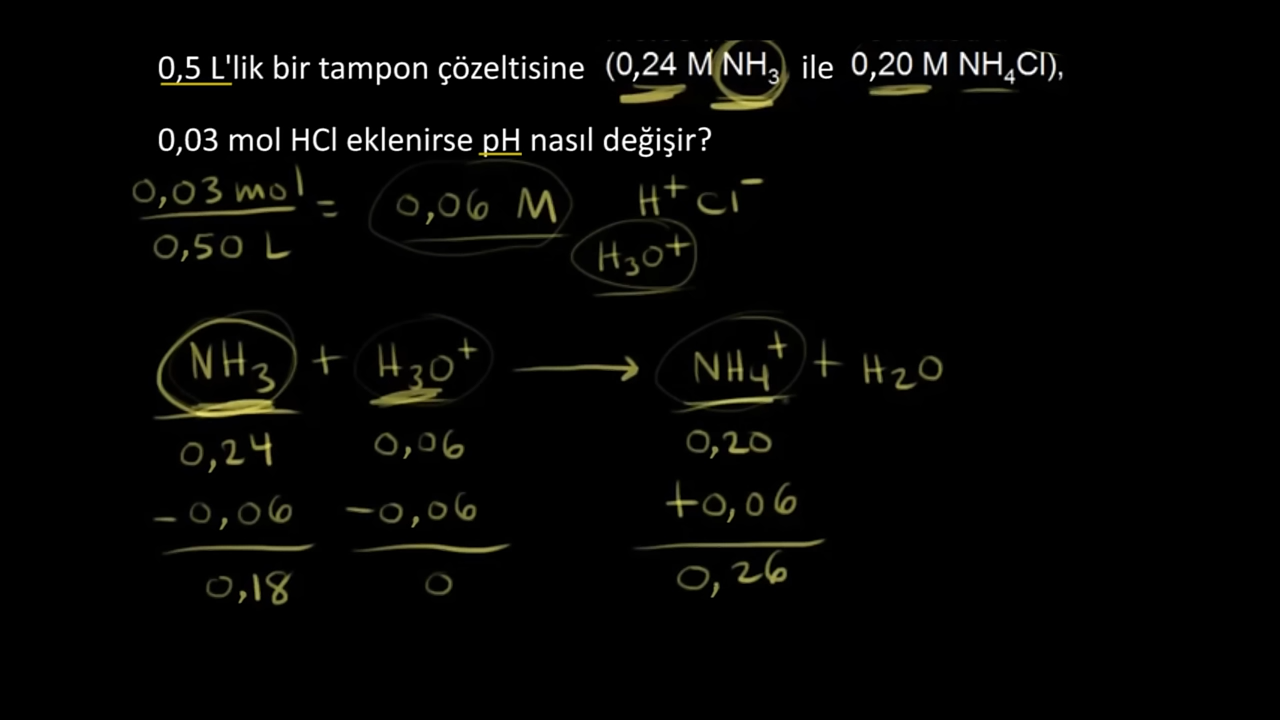 0,5 L'lik bir tampon çözeltisine (0,24 M NH₃ ile 0,20 M NH₄Cl),
0,03 mol HCl eklenirse pH nasıl değişir?
0,03 mol = 0,06 M H⁺ Cl⁻
0,50 L H₃O⁺
NH₃ + H₃O⁺ → NH₄⁺ + H₂O
0,24 0,06 0,20
-0,06 -0,06 +0,06
0,18 0 0,26